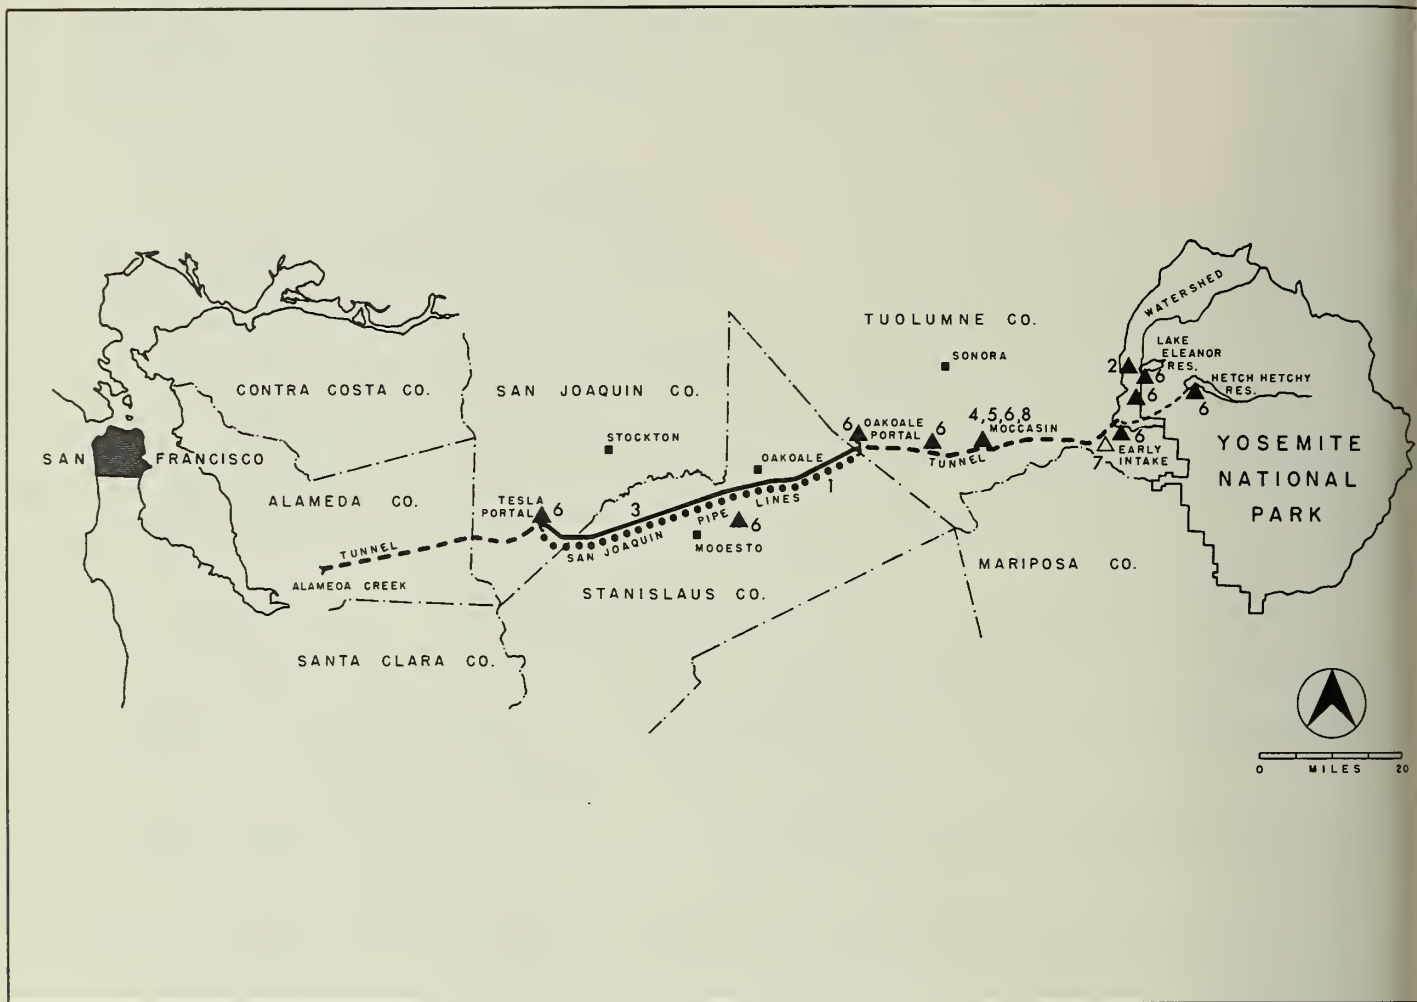 WATERSHED
TUOLUMNE CO.
SONORA
LAKE
ELEANOR
RES.
2
6
6
HETCH HETCHY
RES.
6
CONTRA COSTA CO.
SAN JOAQUIN CO.
STOCKTON
6
OAKOALE
PORTAL
6
4,5,6,8
MOCCASIN
TUNNEL
6
EARLY
INTAKE
7
YOSEMITE
NATIONAL
PARK
SAN FRANCISCO
OAKOALE
ALAMEDA CO.
TESLA
PORTAL
6
3
PIPE LINES
1
6
SAN JOAQUIN
MOOESTO
TUNNEL
ALAMEOA CREEK
STANISLAUS CO.
MARIPOSA CO.
SANTA CLARA CO.
0 MILES 20